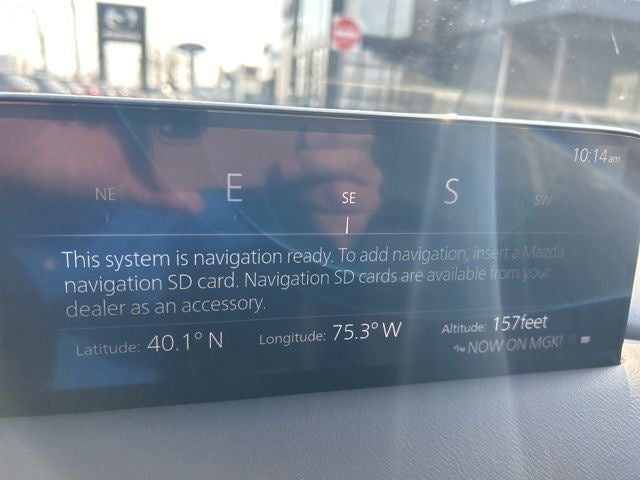 10:14am
NE E SE S SW
This system is navigation ready. To add navigation, insert a Mazda
navigation SD card. Navigation SD cards are available from your
dealer as an accessory.
Latitude: 40.1° N Longitude: 75.3° W Altitude: 157feet
FM NOW ON MGK!